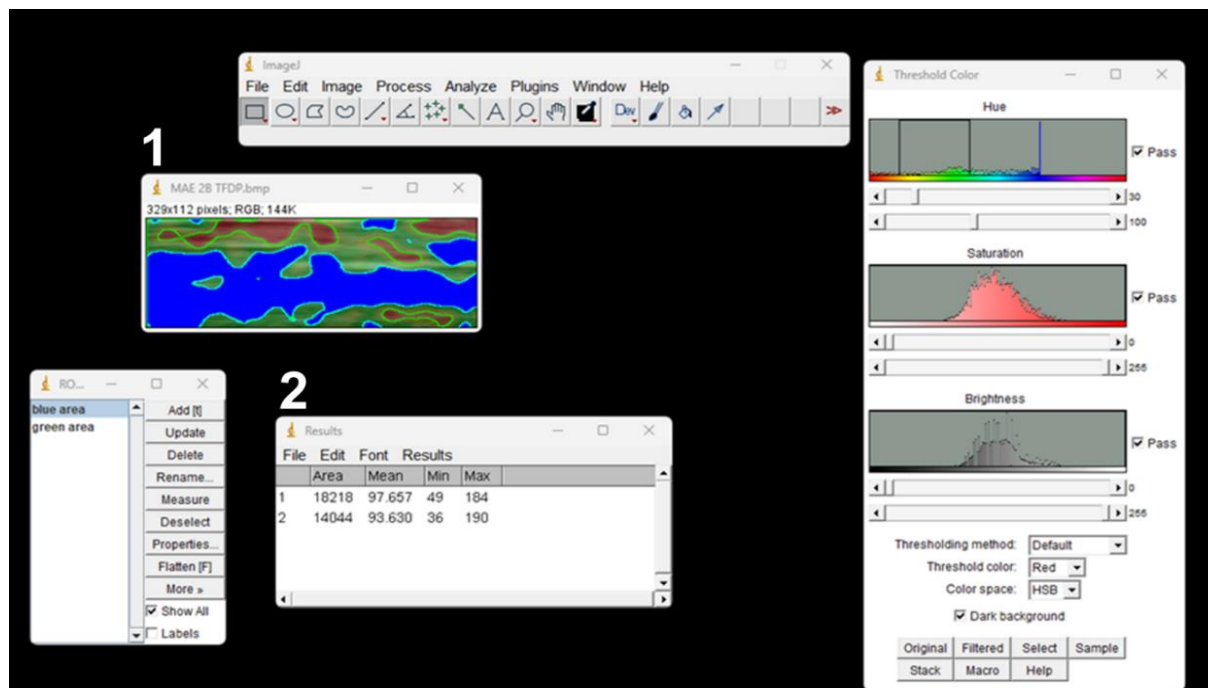 ImageJ
File Edit Image Process Analyze Plugins Window Help
Dev
1
MAE 28 TFDP.bmp
329x112 pixels; RGB; 144K
RO...
blue area
green area
Add [t]
Update
Delete
Rename...
Measure
Deselect
Properties...
Flatten [F]
More »
Show All
Labels
2
Results
File Edit Font Results
Area Mean Min Max
1 18218 97.657 49 184
2 14044 93.630 36 190
Threshold Color
Hue
Pass
30
100
Saturation
Pass
0
255
Brightness
Pass
0
255
Thresholding method: Default
Threshold color: Red
Color space: HSB
Dark background
Original Filtered Select Sample
Stack Macro Help